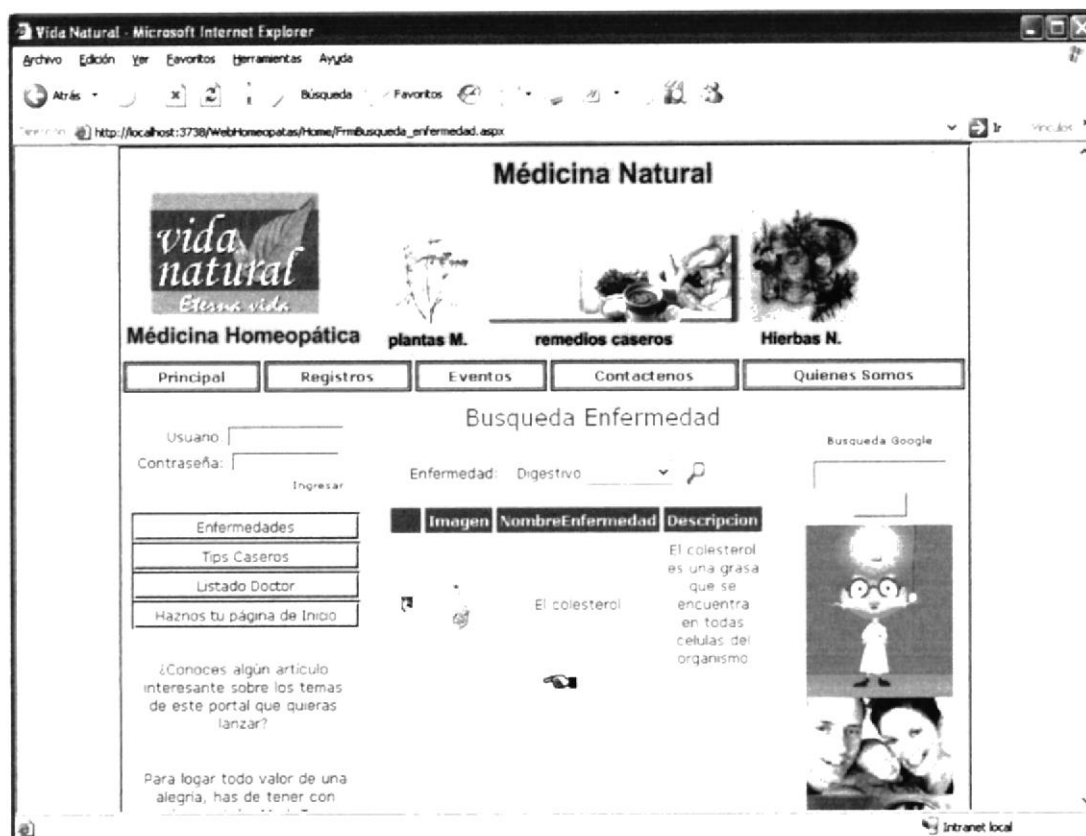 Vida Natural - Microsoft Internet Explorer
Archivo Edición Ver Favoritos Herramientas Ayuda
Atrás Búsqueda Favoritos
http://localhost:3738/WebHomeopatas/Home/FrmBusqueda_enfermedad.aspx Ir Vínculos
Médicina Natural
vida
natural
Eterna vida
Médicina Homeopática plantas M. remedios caseros Hierbas N.
Principal Registros Eventos Contactenos Quienes Somos
Busqueda Enfermedad
Usuario
Contraseña:
Ingresar
Enfermedad: Digestivo
Busqueda Google
Enfermedades
Tips Caseros
Listado Doctor
Haznos tu página de Inicio
Imagen NombreEnfermedad Descripcion
El colesterol
El colesterol
es una grasa
que se
encuentra
en todas
celulas del
organismo
¿Conoces algún artículo
interesante sobre los temas
de este portal que quieras
lanzar?
Para logar todo valor de una
alegria, has de tener con
Intranet local